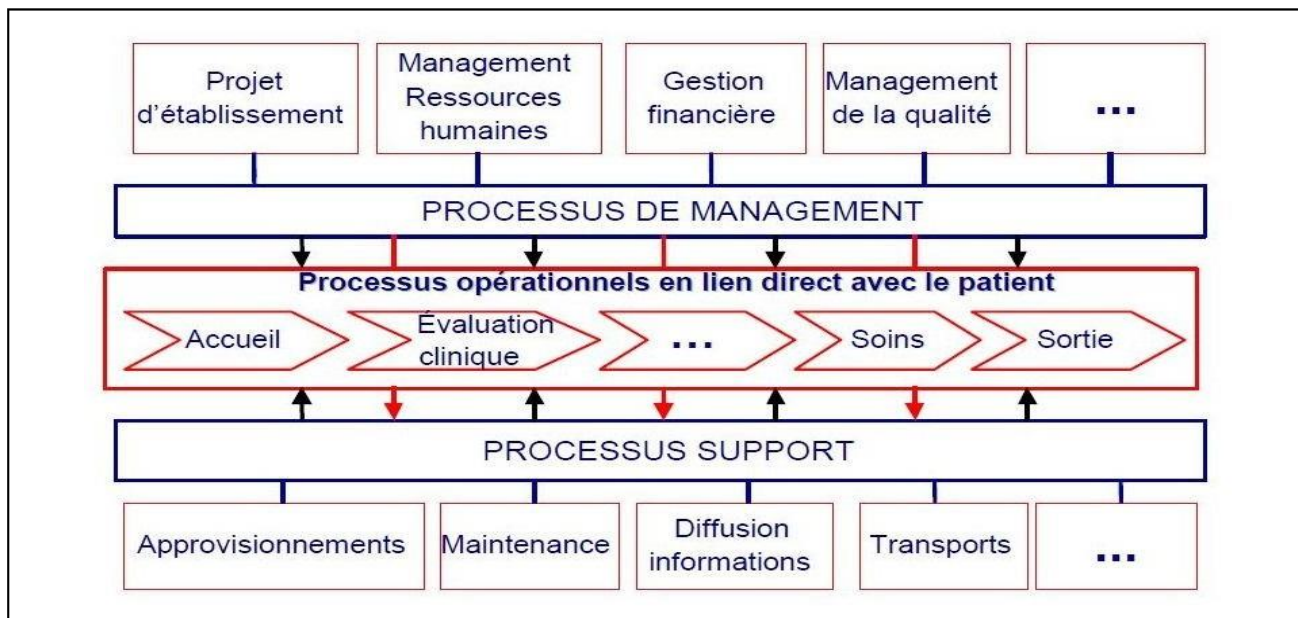 Projet
d'établissement
Management
Ressources
humaines
Gestion
financière
Management
de la qualité
...
PROCESSUS DE MANAGEMENT
Processus opérationnels en lien direct avec le patient
Accueil
Évaluation
clinique
...
Soins
Sortie
PROCESSUS SUPPORT
Approvisionnements
Maintenance
Diffusion
informations
Transports
...